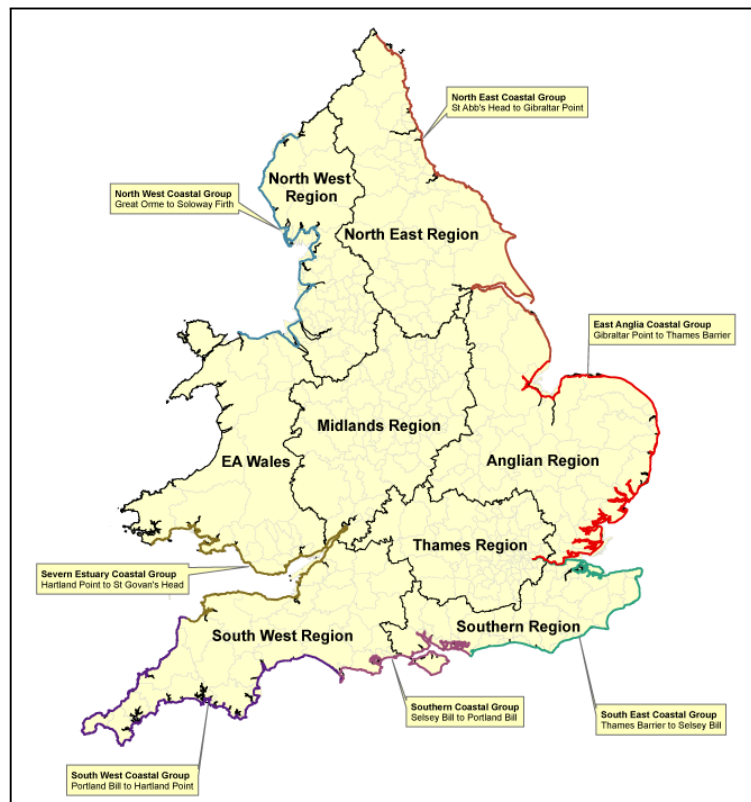 North East Coastal Group
St Abb's Head to Gibraltar Point
North West
Region
North West Coastal Group
Great Orme to Soloway Firth
North East Region
East Anglia Coastal Group
Gibraltar Point to Thames Barrier
Midlands Region
EA Wales
Anglian Region
Thames Region
Severn Estuary Coastal Group
Hartland Point to St Govan's Head
South West Region
Southern Region
Southern Coastal Group
Selsey Bill to Portland Bill
South East Coastal Group
Thames Barrier to Selsey Bill
South West Coastal Group
Portland Bill to Hartland Point